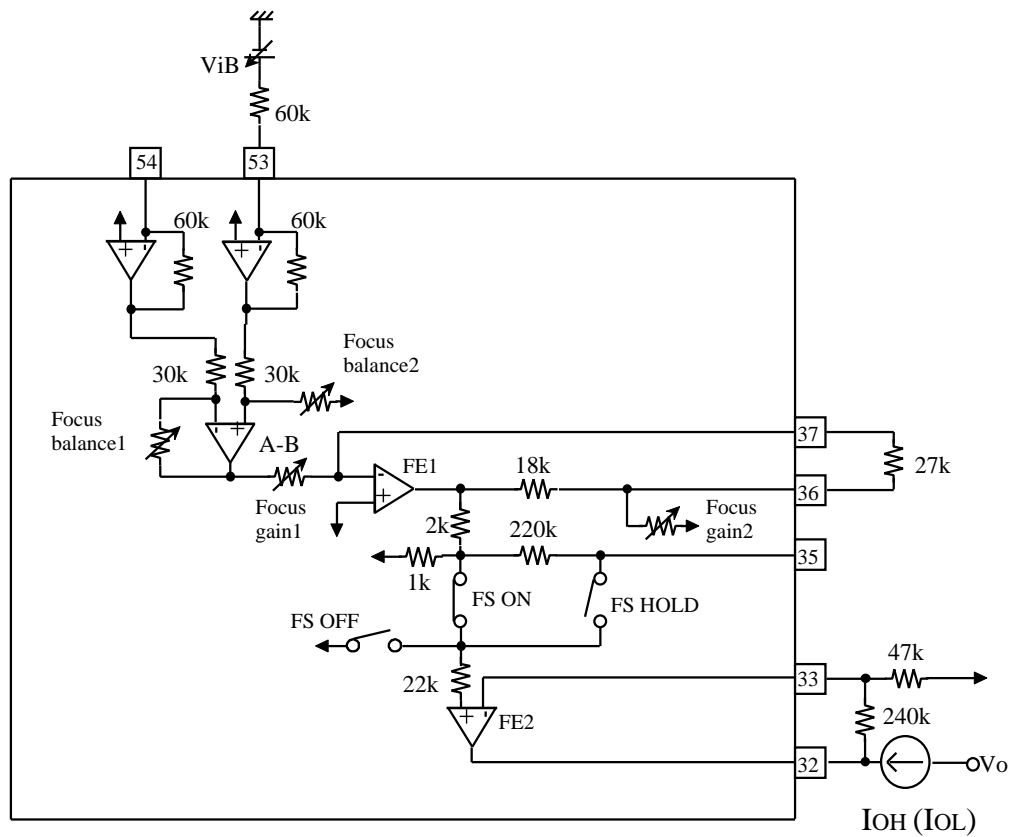 ViB
60k
54
53
60k
60k
+
-
+
-
Focus
balance2
30k
30k
Focus
balance1
-
+
A-B
37
Focus
gain1
-
+
FE1
18k
27k
36
2k
220k
Focus
gain2
35
1k
FS ON
FS HOLD
FS OFF
47k
22k
33
+
-
FE2
240k
32
Vo
IOH (IOL)